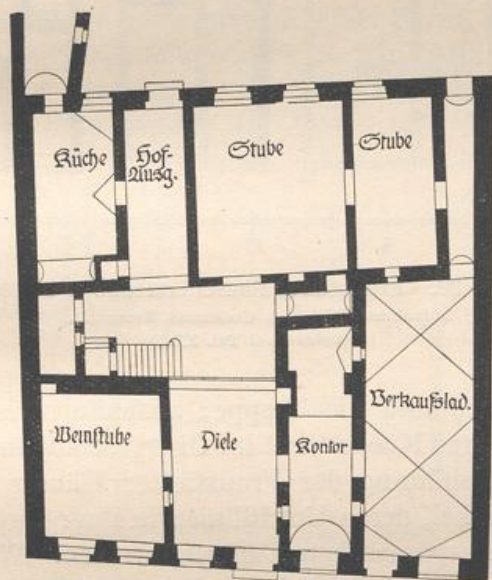 Küche
Hof-
Ausg.
Stube
Stube
Weinstube
Diele
Kontor
Verkaufslad.